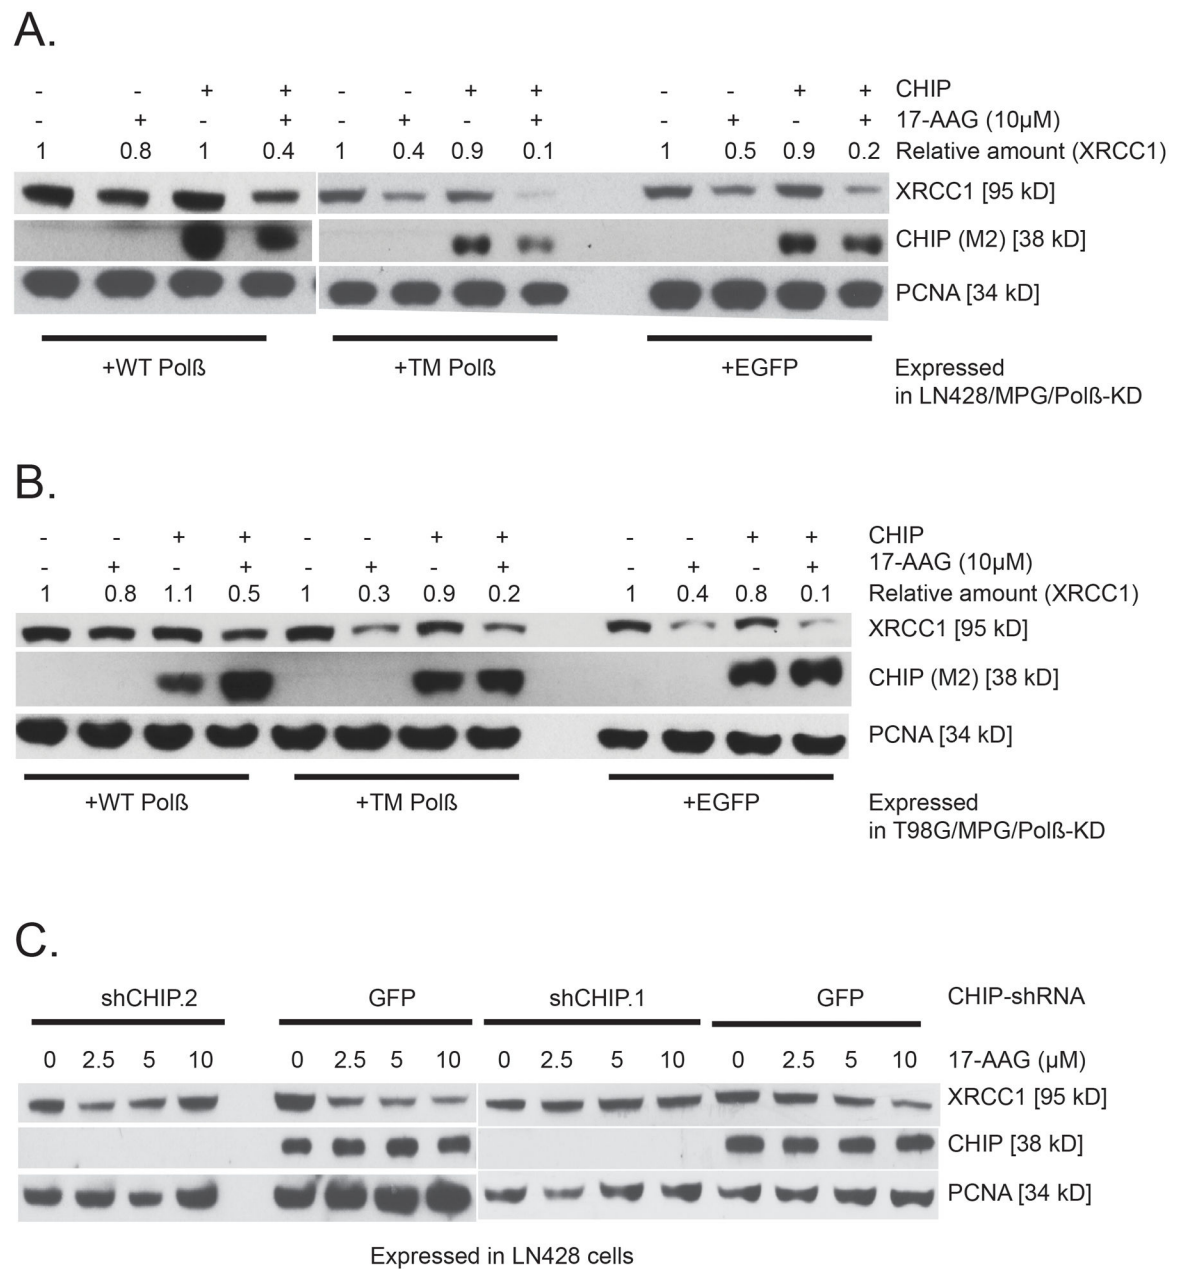 A.
- - + + - - + + - - + + CHIP
- + - + - + - + - + - + 17-AAG (10µM)
1 0.8 1 0.4 1 0.4 0.9 0.1 1 0.5 0.9 0.2 Relative amount (XRCC1)
XRCC1 [95 kD]
CHIP (M2) [38 kD]
PCNA [34 kD]
+WT Polß +TM Polß +EGFP Expressed
in LN428/MPG/Polß-KD
B.
- - + + - - + + - - + + CHIP
- + - + - + - + - + - + 17-AAG (10µM)
1 0.8 1.1 0.5 1 0.3 0.9 0.2 1 0.4 0.8 0.1 Relative amount (XRCC1)
XRCC1 [95 kD]
CHIP (M2) [38 kD]
PCNA [34 kD]
+WT Polß +TM Polß +EGFP Expressed
in T98G/MPG/Polß-KD
C.
shCHIP.2 GFP shCHIP.1 GFP CHIP-shRNA
0 2.5 5 10 0 2.5 5 10 0 2.5 5 10 0 2.5 5 10 17-AAG (µM)
XRCC1 [95 kD]
CHIP [38 kD]
PCNA [34 kD]
Expressed in LN428 cells